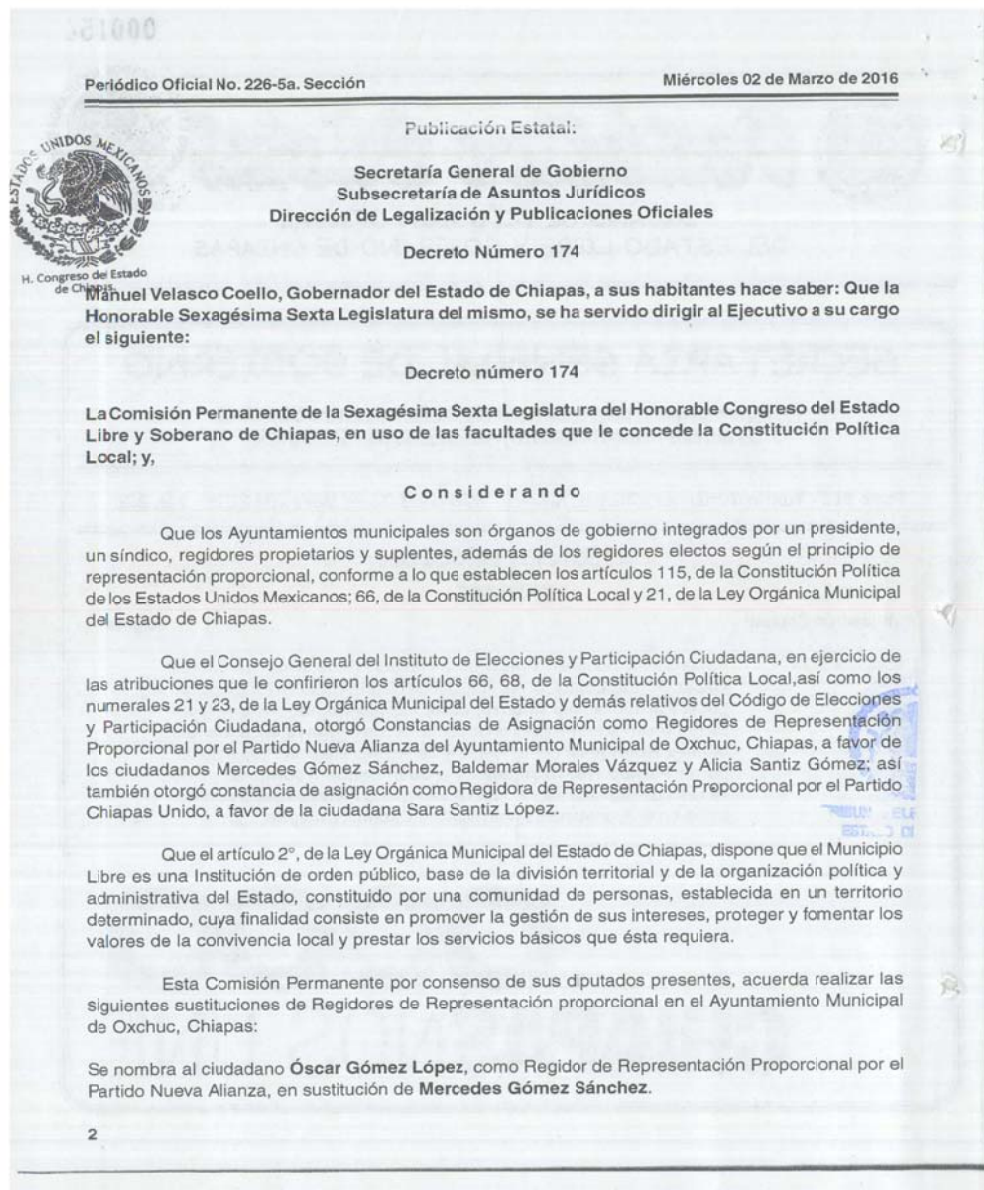 Periódico Oficial No. 226-5a. Sección
Miércoles 02 de Marzo de 2016
Publicación Estatal:
ESTADOS UNIDOS MEXICANOS
H. Congreso del Estado
de Chiapas
Secretaría General de Gobierno
Subsecretaría de Asuntos Jurídicos
Dirección de Legalización y Publicaciones Oficiales
Decreto Número 174
Manuel Velasco Coello, Gobernador del Estado de Chiapas, a sus habitantes hace saber: Que la
Honorable Sexagésima Sexta Legislatura del mismo, se ha servido dirigir al Ejecutivo a su cargo
el siguiente:
Decreto número 174
La Comisión Permanente de la Sexagésima Sexta Legislatura del Honorable Congreso del Estado
Libre y Soberano de Chiapas, en uso de las facultades que le concede la Constitución Política
Local; y,
Considerando
Que los Ayuntamientos municipales son órganos de gobierno integrados por un presidente,
un síndico, regidores propietarios y suplentes, además de los regidores electos según el principio de
representación proporcional, conforme a lo que establecen los artículos 115, de la Constitución Política
de los Estados Unidos Mexicanos; 66, de la Constitución Política Local y 21, de la Ley Orgánica Municipal
del Estado de Chiapas.
Que el Consejo General del Instituto de Elecciones y Participación Ciudadana, en ejercicio de
las atribuciones que le confirieron los artículos 66, 68, de la Constitución Política Local,así como los
numerales 21 y 23, de la Ley Orgánica Municipal del Estado y demás relativos del Código de Elecciones
y Participación Ciudadana, otorgó Constancias de Asignación como Regidores de Representación
Proporcional por el Partido Nueva Alianza del Ayuntamiento Municipal de Oxchuc, Chiapas, a favor de
los ciudadanos Mercedes Gómez Sánchez, Baldemar Morales Vázquez y Alicia Santiz Gómez; así
también otorgó constancia de asignación como Regidora de Representación Proporcional por el Partido
Chiapas Unido, a favor de la ciudadana Sara Santiz López.
Que el artículo 2°, de la Ley Orgánica Municipal del Estado de Chiapas, dispone que el Municipio
Libre es una Institución de orden público, base de la división territorial y de la organización política y
administrativa del Estado, constituido por una comunidad de personas, establecida en un territorio
determinado, cuya finalidad consiste en promover la gestión de sus intereses, proteger y fomentar los
valores de la convivencia local y prestar los servicios básicos que ésta requiera.
Esta Comisión Permanente por consenso de sus diputados presentes, acuerda realizar las
siguientes sustituciones de Regidores de Representación proporcional en el Ayuntamiento Municipal
de Oxchuc, Chiapas:
Se nombra al ciudadano Óscar Gómez López, como Regidor de Representación Proporcional por el
Partido Nueva Alianza, en sustitución de Mercedes Gómez Sánchez.
2